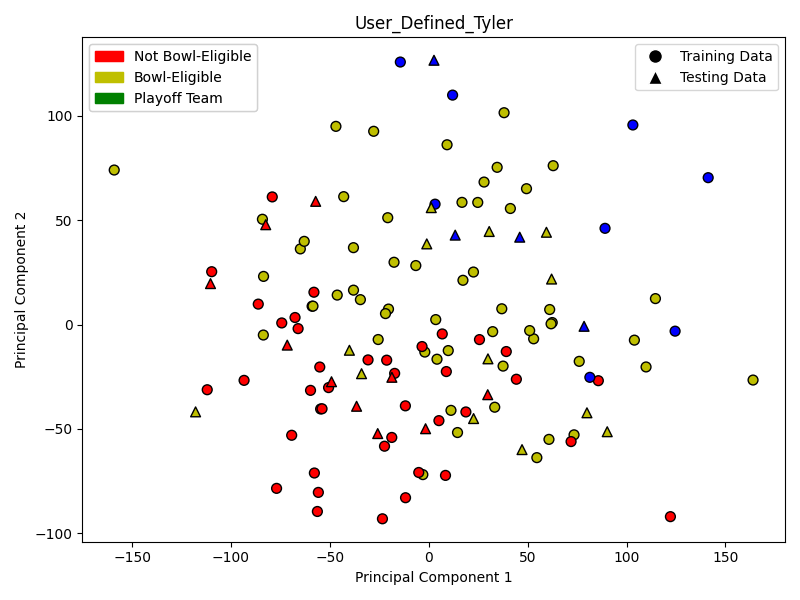 User_Defined_Tyler
Not Bowl-Eligible
Bowl-Eligible
Playoff Team
Training Data
Testing Data
Principal Component 2
100
50
0
−50
−100
−150
−100
−50
0
50
100
150
Principal Component 1